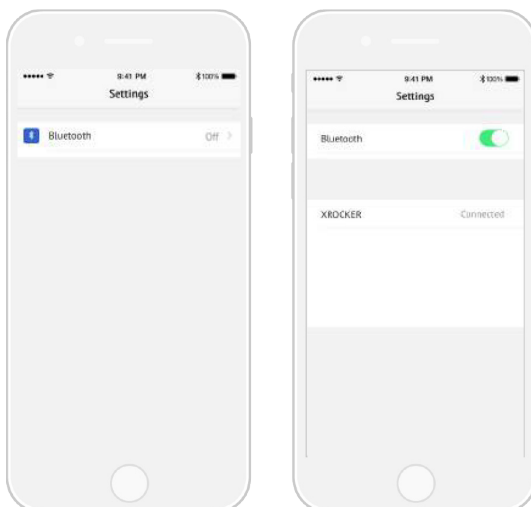 9:41 PM 100%
Settings
Bluetooth Off
9:41 PM 100%
Settings
Bluetooth
XROCKER Connected